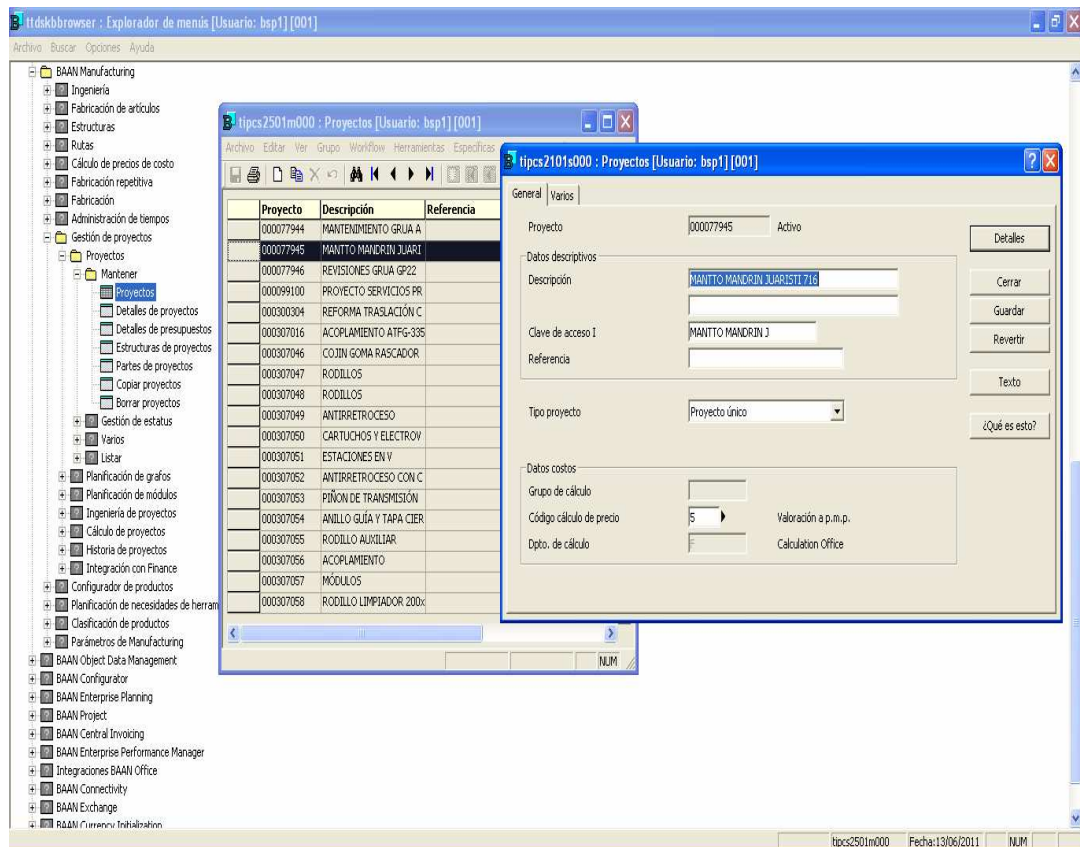 ttdskbbrowser : Explorador de menús [Usuario: bsp1] [001]
Archivo Buscar Opciones Ayuda
BAAN Manufacturing
Ingeniería
Fabricación de artículos
Estructuras
Rutas
Cálculo de precios de costo
Fabricación repetitiva
Fabricación
Administración de tiempos
Gestión de proyectos
Proyectos
Mantener
Proyectos
Detalles de proyectos
Detalles de presupuestos
Estructuras de proyectos
Partes de proyectos
Copiar proyectos
Borrar proyectos
Gestión de estatus
Varios
Listar
Planificación de grafos
Planificación de módulos
Ingeniería de proyectos
Cálculo de proyectos
Historia de proyectos
Integración con Finance
Configurador de productos
Planificación de necesidades de herram
Clasificación de productos
Parámetros de Manufacturing
BAAN Object Data Management
BAAN Configurator
BAAN Enterprise Planning
BAAN Project
BAAN Central Invoicing
BAAN Enterprise Performance Manager
Integraciones BAAN Office
BAAN Connectivity
BAAN Exchange
BAAN Currency Initialization
tipcs2501m000 : Proyectos [Usuario: bsp1] [001]
Archivo Editar Ver Grupo Workflow Herramientas Específicas
Proyecto Descripción Referencia
000077944 MANTENIMIENTO GRUA A
000077945 MANTTO MANDRIN JUARI
000077946 REVISIONES GRUA GP22
000099100 PROYECTO SERVICIOS PR
000300304 REFORMA TRASLACIÓN C
000307016 ACOPLAMIENTO ATFG-335
000307046 COJIN GOMA RASCADOR
000307047 RODILLOS
000307048 RODILLOS
000307049 ANTIRRETROCESO
000307050 CARTUCHOS Y ELECTROV
000307051 ESTACIONES EN V
000307052 ANTIRRETROCESO CON C
000307053 PIÑON DE TRANSMISIÓN
000307054 ANILLO GUÍA Y TAPA CIER
000307055 RODILLO AUXILIAR
000307056 ACOPLAMIENTO
000307057 MÓDULOS
000307058 RODILLO LIMPIADOR 200x
NUM
tipcs2101s000 : Proyectos [Usuario: bsp1] [001]
General Varios
Proyecto 000077945 Activo
Datos descriptivos
Descripción MANTTO MANDRIN JUARISTI 716
Clave de acceso I MANTTO MANDRIN J
Referencia
Tipo proyecto Proyecto único
Datos costos
Grupo de cálculo
Código cálculo de precio 5 Valoración a p.m.p.
Dpto. de cálculo F Calculation Office
Detalles
Cerrar
Guardar
Revertir
Texto
¿Qué es esto?
tipcs2501m000 Fecha:13/06/2011 NUM